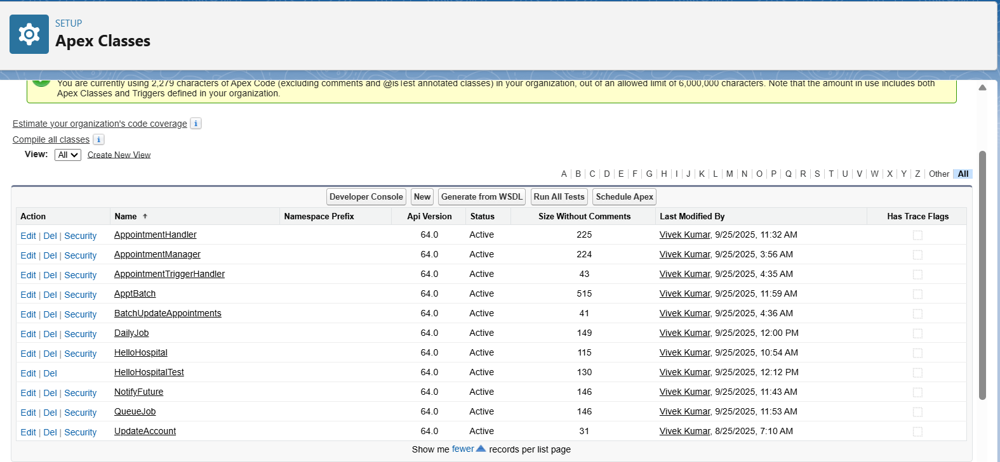 SETUP
Apex Classes
You are currently using 2,279 characters of Apex Code (excluding comments and @isTest annotated classes) in your organization, out of an allowed limit of 6,000,000 characters. Note that the amount in use includes both
Apex Classes and Triggers defined in your organization.
Estimate your organization's code coverage i
Compile all classes i
View: All Create New View
A | B | C | D | E | F | G | H | I | J | K | L | M | N | O | P | Q | R | S | T | U | V | W | X | Y | Z | Other | All
Developer Console New Generate from WSDL Run All Tests Schedule Apex
Action Name ↑ Namespace Prefix Api Version Status Size Without Comments Last Modified By Has Trace Flags
Edit | Del | Security AppointmentHandler 64.0 Active 225 Vivek Kumar, 9/25/2025, 11:32 AM
Edit | Del | Security AppointmentManager 64.0 Active 224 Vivek Kumar, 9/25/2025, 3:56 AM
Edit | Del | Security AppointmentTriggerHandler 64.0 Active 43 Vivek Kumar, 9/25/2025, 4:35 AM
Edit | Del | Security ApptBatch 64.0 Active 515 Vivek Kumar, 9/25/2025, 11:59 AM
Edit | Del | Security BatchUpdateAppointments 64.0 Active 41 Vivek Kumar, 9/25/2025, 4:36 AM
Edit | Del | Security DailyJob 64.0 Active 149 Vivek Kumar, 9/25/2025, 12:00 PM
Edit | Del | Security HelloHospital 64.0 Active 115 Vivek Kumar, 9/25/2025, 10:54 AM
Edit | Del HelloHospitalTest 64.0 Active 130 Vivek Kumar, 9/25/2025, 12:12 PM
Edit | Del | Security NotifyFuture 64.0 Active 146 Vivek Kumar, 9/25/2025, 11:43 AM
Edit | Del | Security QueueJob 64.0 Active 146 Vivek Kumar, 9/25/2025, 11:53 AM
Edit | Del | Security UpdateAccount 64.0 Active 31 Vivek Kumar, 8/25/2025, 7:10 AM
Show me fewer records per list page